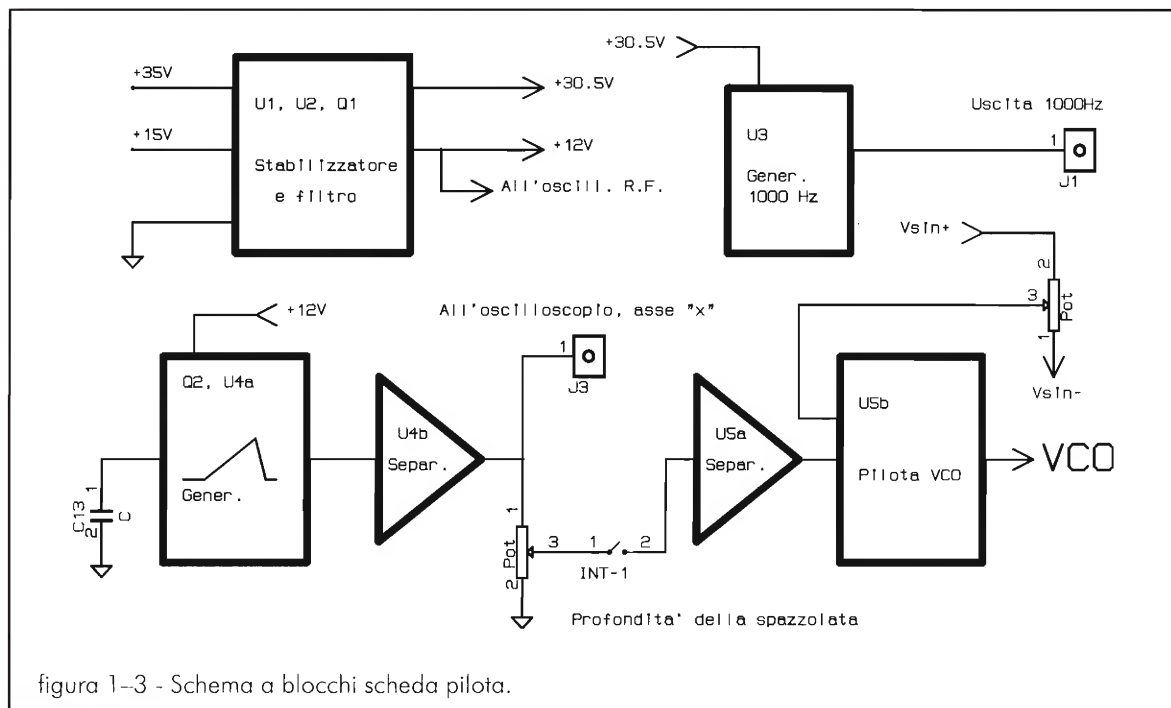 +35V
+15V
U1, U2, Q1
Stabilizzatore
e filtro
+30.5V
+12V
All'oscill. R.F.
+30.5V
U3
Gener.
1000 Hz
Uscita 1000Hz
1
J1
Vsin+
2
3
Pot
1
Vsin-
+12V
Q2, U4a
Gener.
1
C13
C
2
U4b
Separ.
All'oscilloscopio, asse "x"
1
J3
1
Pot
3
2
1
2
INT-1
Profondita' della spazzolata
U5a
Separ.
U5b
Pilota VCO
VCO
figura 1–3 - Schema a blocchi scheda pilota.